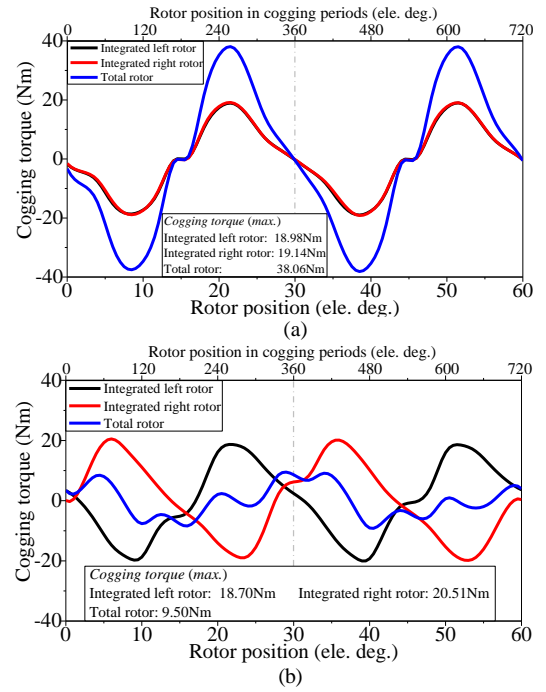 Rotor position in cogging periods (ele. deg.)
0 120 240 360 480 600 720
Cogging torque (Nm)
40
20
0
-20
-40
Integrated left rotor
Integrated right rotor
Total rotor
Cogging torque (max.)
Integrated left rotor: 18.98Nm
Integrated right rotor: 19.14Nm
Total rotor: 38.06Nm
0 10 20 30 40 50 60
Rotor position (ele. deg.)
(a)
Rotor position in cogging periods (ele. deg.)
0 120 240 360 480 600 720
Cogging torque (Nm)
40
20
0
-20
-40
Integrated left rotor
Integrated right rotor
Total rotor
Cogging torque (max.)
Integrated left rotor: 18.70Nm Integrated right rotor: 20.51Nm
Total rotor: 9.50Nm
0 10 20 30 40 50 60
Rotor position (ele. deg.)
(b)